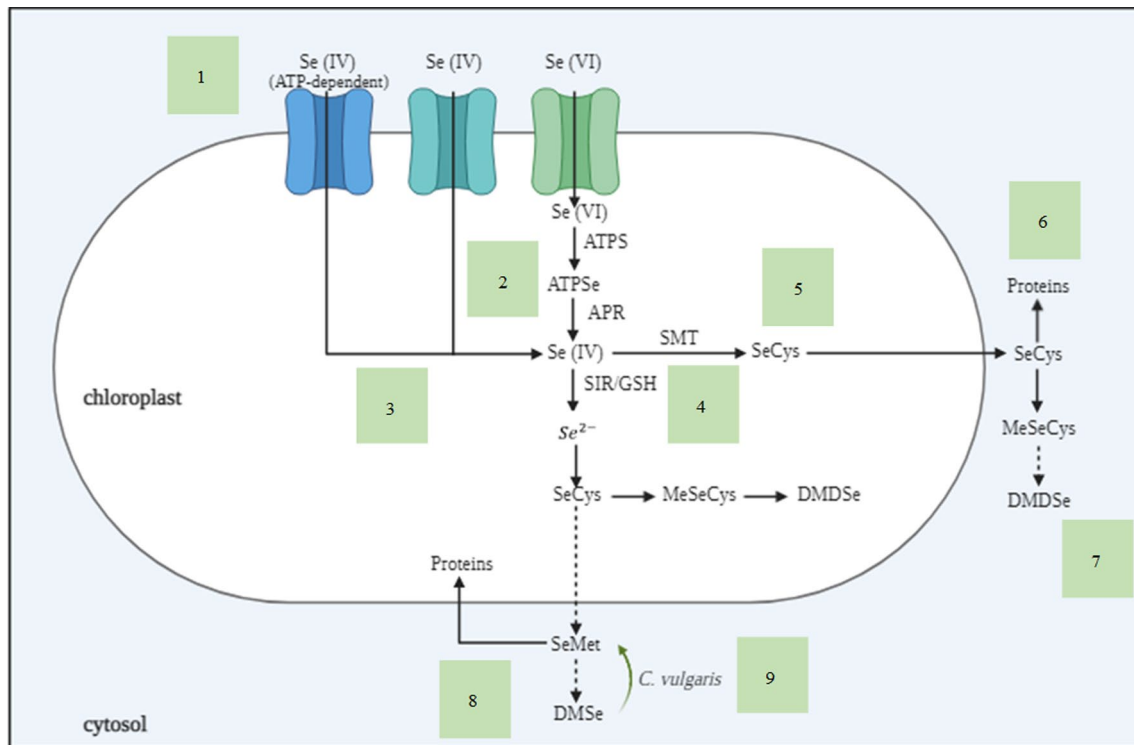 1
Se (IV)
(ATP-dependent)
Se (IV)
Se (VI)
Se (VI)
ATPS
2
ATPSe
APR
Se (IV)
SMT
5
SeCys
6
Proteins
SeCys
MeSeCys
DMDSe
7
chloroplast
3
SIR/GSH
4
Se²⁻
SeCys
MeSeCys
DMDSe
Proteins
SeMet
8
DMSe
C. vulgaris
9
cytosol